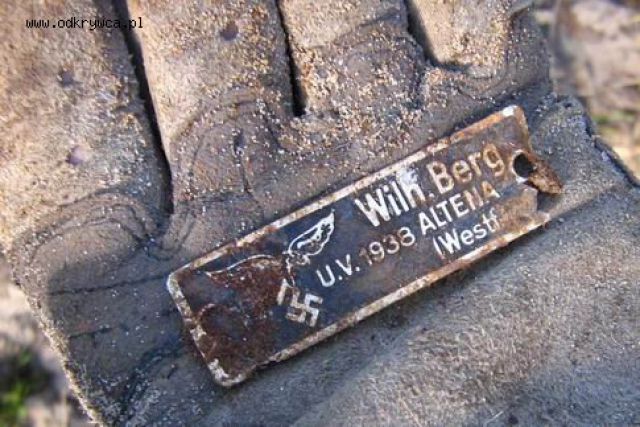 www.odkrywca.pl
Wilh. Berg
U.V. 1938 ALTENA
(Westf